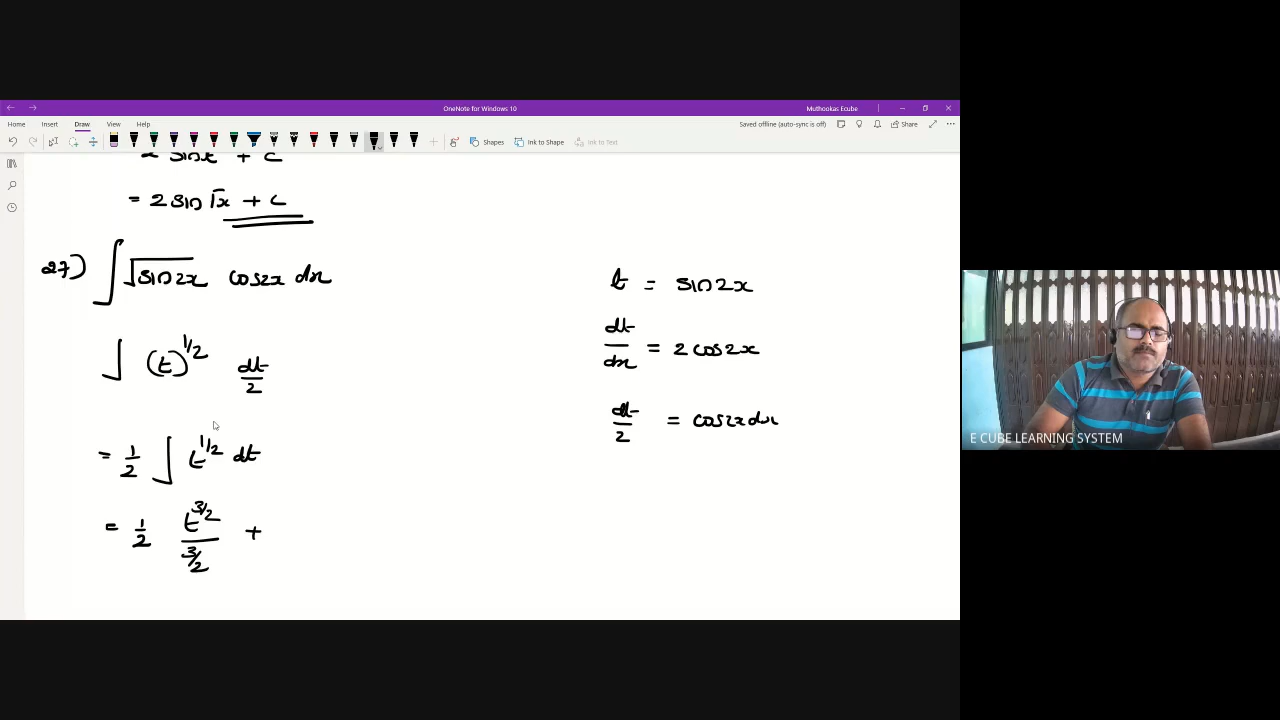 OneNote for Windows 10
Muthookas Ecube
Home Insert Draw View Help
Saved offline (auto-sync is off)
Share
Shapes
Ink to Shape
Ink to Text
2 sin t + c
= 2 sin √x + c
27) ∫ √sin2x cos2x dx
∫ (t)^1/2 dt/2
= 1/2 ∫ t^1/2 dt
= 1/2 t^3/2 / 3/2 +
t = sin2x
dt/dx = 2 cos2x
dt/2 = cos2x dx
E CUBE LEARNING SYSTEM